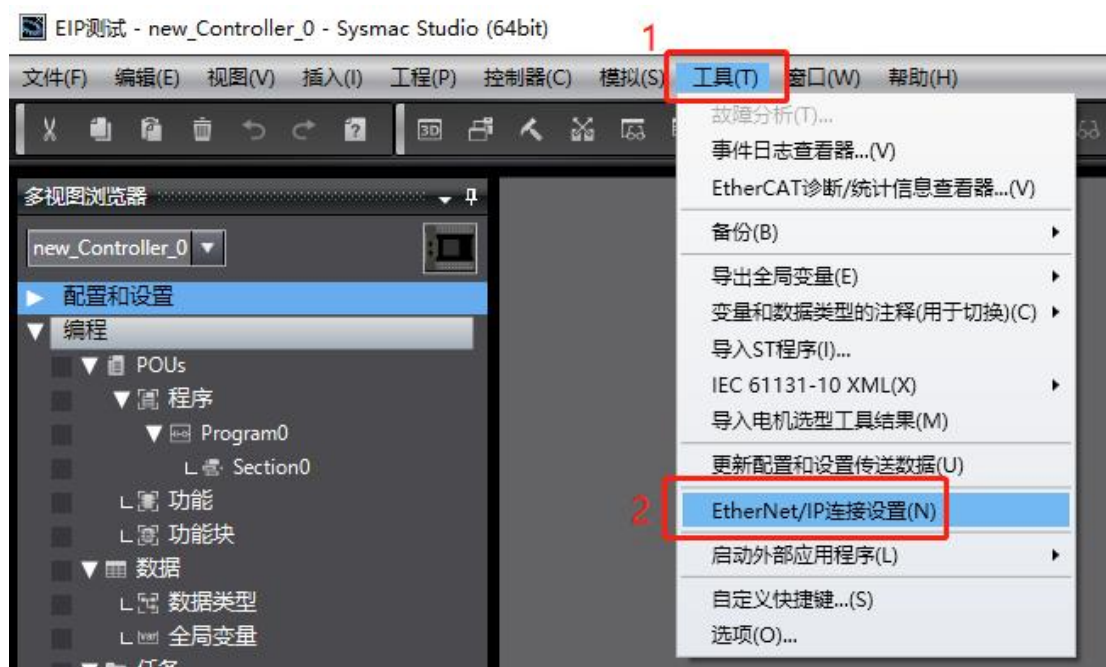 EIP测试 - new_Controller_0 - Sysmac Studio (64bit)
1
文件(F) 编辑(E) 视图(V) 插入(I) 工程(P) 控制器(C) 模拟(S) 工具(T) 窗口(W) 帮助(H)
3D
故障分析(T)...
事件日志查看器...(V)
EtherCAT诊断/统计信息查看器...(V)
备份(B)
导出全局变量(E)
变量和数据类型的注释(用于切换)(C)
导入ST程序(I)...
IEC 61131-10 XML(X)
导入电机选型工具结果(M)
更新配置和设置传送数据(U)
2
EtherNet/IP连接设置(N)
启动外部应用程序(L)
自定义快捷键...(S)
选项(O)...
多视图浏览器
new_Controller_0
配置和设置
编程
POUs
程序
Program0
Section0
功能
功能块
数据
数据类型
全局变量
任务